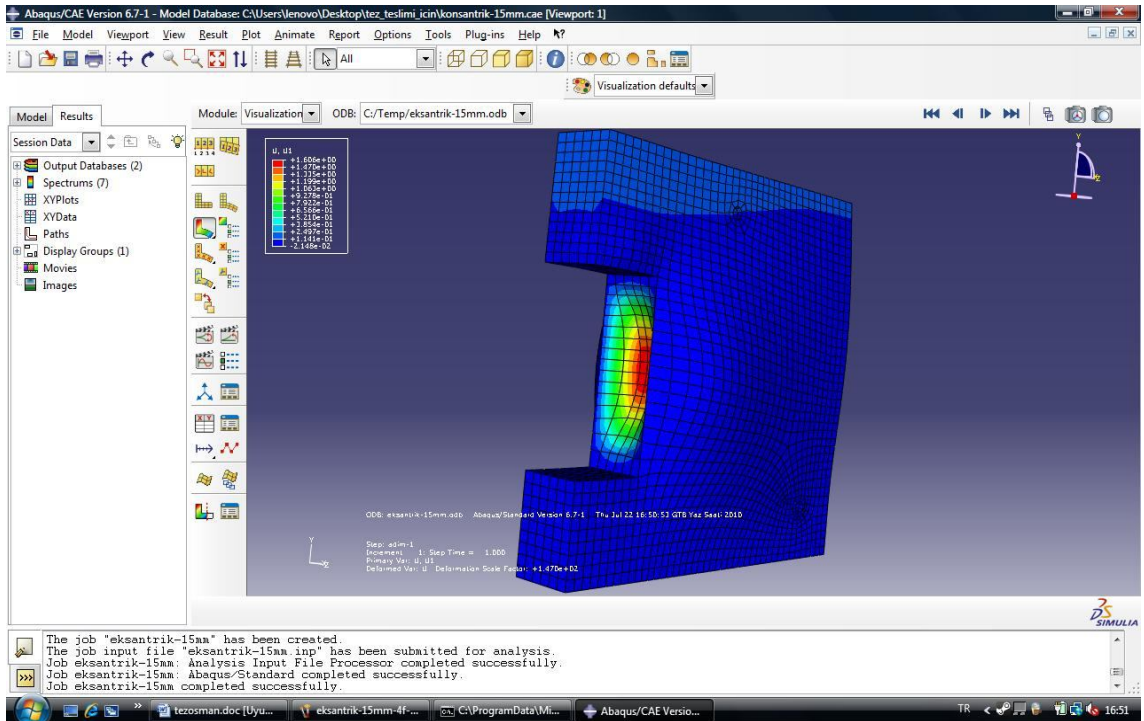 Abaqus/CAE Version 6.7-1 - Model Database: C:\Users\lenovo\Desktop\tez_teslimi_icin\konsantrik-15mm.cae [Viewport: 1]
File Model Viewport View Result Plot Animate Report Options Tools Plug-ins Help
All
Visualization defaults
Model Results
Module: Visualization ODB: C:/Temp/eksantrik-15mm.odb
Session Data
Output Databases (2)
Spectrums (7)
XYPlots
XYData
Paths
Display Groups (1)
Movies
Images
U, U1
+1.606e+00
+1.470e+00
+1.335e+00
+1.199e+00
+1.063e+00
+9.278e-01
+7.922e-01
+6.566e-01
+5.210e-01
+3.854e-01
+2.497e-01
+1.141e-01
-2.148e-02
Y
Z
ODB: eksantrik-15mm.odb Abaqus/Standard Version 6.7-1 Thu Jul 22 16:50:53 GTB Yaz Saati 2010
Y
Z
Step: adim-1
Increment 1: Step Time = 1.000
Primary Var: U, U1
Deformed Var: U Deformation Scale Factor: +1.470e+02
SIMULIA
The job "eksantrik-15mm" has been created.
The job input file "eksantrik-15mm.inp" has been submitted for analysis.
Job eksantrik-15mm: Analysis Input File Processor completed successfully.
Job eksantrik-15mm: Abaqus/Standard completed successfully.
Job eksantrik-15mm completed successfully.
tezosman.doc [Uyu... eksantrik-15mm-4f-... C:\ProgramData\Mi... Abaqus/CAE Versio... TR 16:51